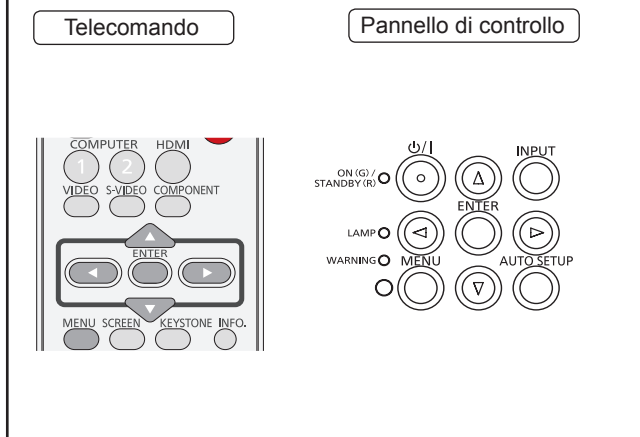 Telecomando
Pannello di controllo
COMPUTER HDMI
1 2
VIDEO S-VIDEO COMPONENT
ENTER
MENU SCREEN KEYSTONE INFO.
INPUT
ON (G) /
STANDBY (R)
ENTER
LAMP
WARNING MENU AUTO SETUP